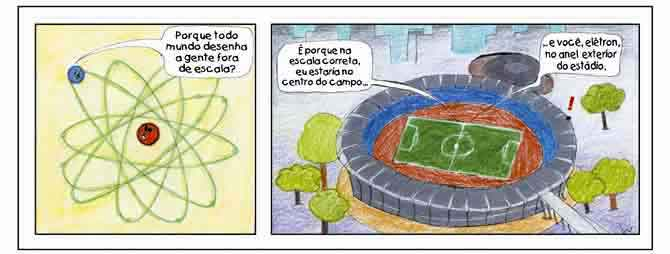 Porque todo
mundo desenha
a gente fora
de escala?
É porque na
escala correta,
eu estaria no
centro do campo...
...e você, elétron,
no anel exterior
do estádio.
!